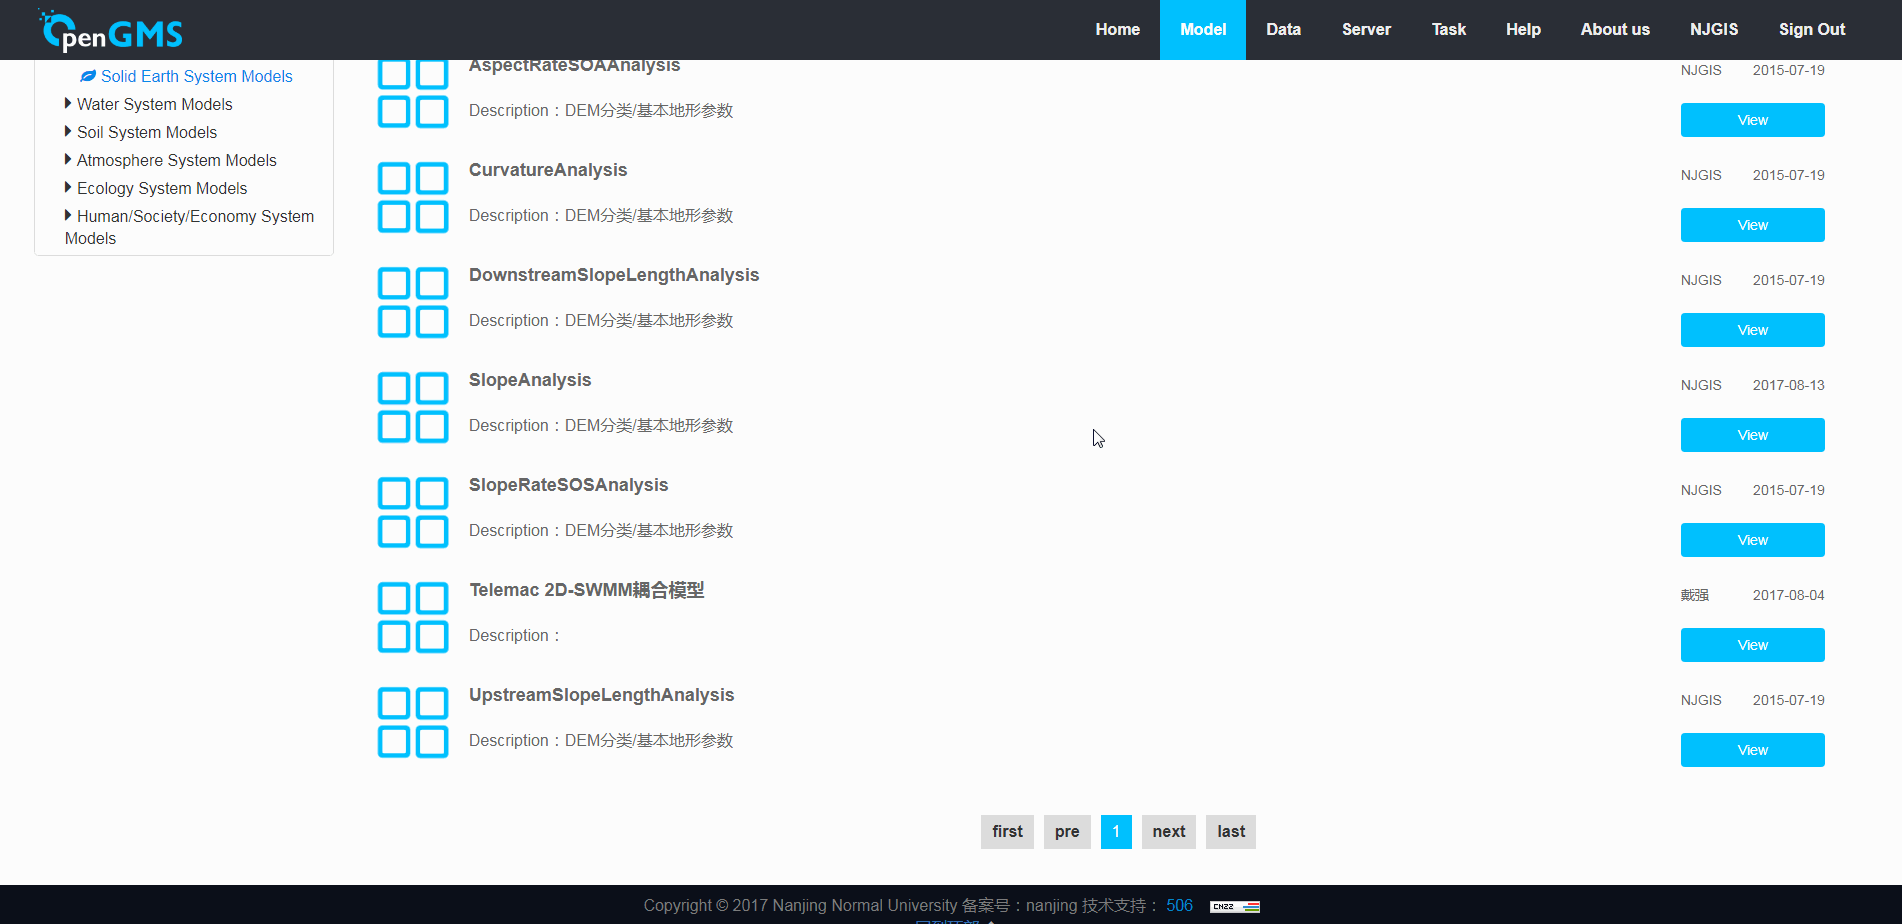 OpenGMS
Home Model Data Server Task Help About us NJGIS Sign Out
Solid Earth System Models
Water System Models
Soil System Models
Atmosphere System Models
Ecology System Models
Human/Society/Economy System
Models
AspectRateSOAAnalysis
NJGIS 2015-07-19
Description：DEM分类/基本地形参数
View
CurvatureAnalysis
NJGIS 2015-07-19
Description：DEM分类/基本地形参数
View
DownstreamSlopeLengthAnalysis
NJGIS 2015-07-19
Description：DEM分类/基本地形参数
View
SlopeAnalysis
NJGIS 2017-08-13
Description：DEM分类/基本地形参数
View
SlopeRateSOSAnalysis
NJGIS 2015-07-19
Description：DEM分类/基本地形参数
View
Telemac 2D-SWMM耦合模型
戴强 2017-08-04
Description：
View
UpstreamSlopeLengthAnalysis
NJGIS 2015-07-19
Description：DEM分类/基本地形参数
View
first pre 1 next last
Copyright © 2017 Nanjing Normal University 备案号：nanjing 技术支持： 506 CNZZ